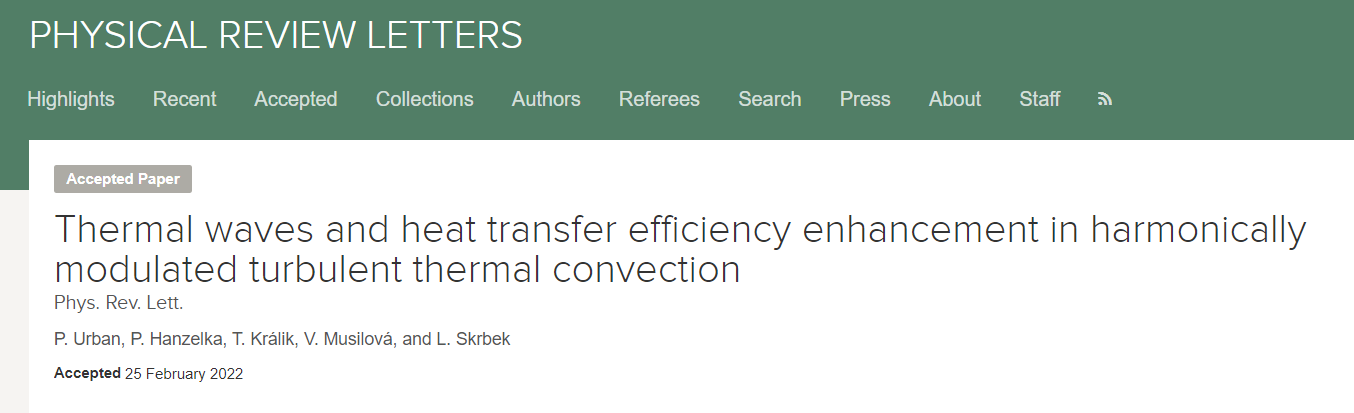 PHYSICAL REVIEW LETTERS
Highlights Recent Accepted Collections Authors Referees Search Press About Staff
Accepted Paper
Thermal waves and heat transfer efficiency enhancement in harmonically
modulated turbulent thermal convection
Phys. Rev. Lett.
P. Urban, P. Hanzelka, T. Králik, V. Musilová, and L. Skrbek
Accepted 25 February 2022